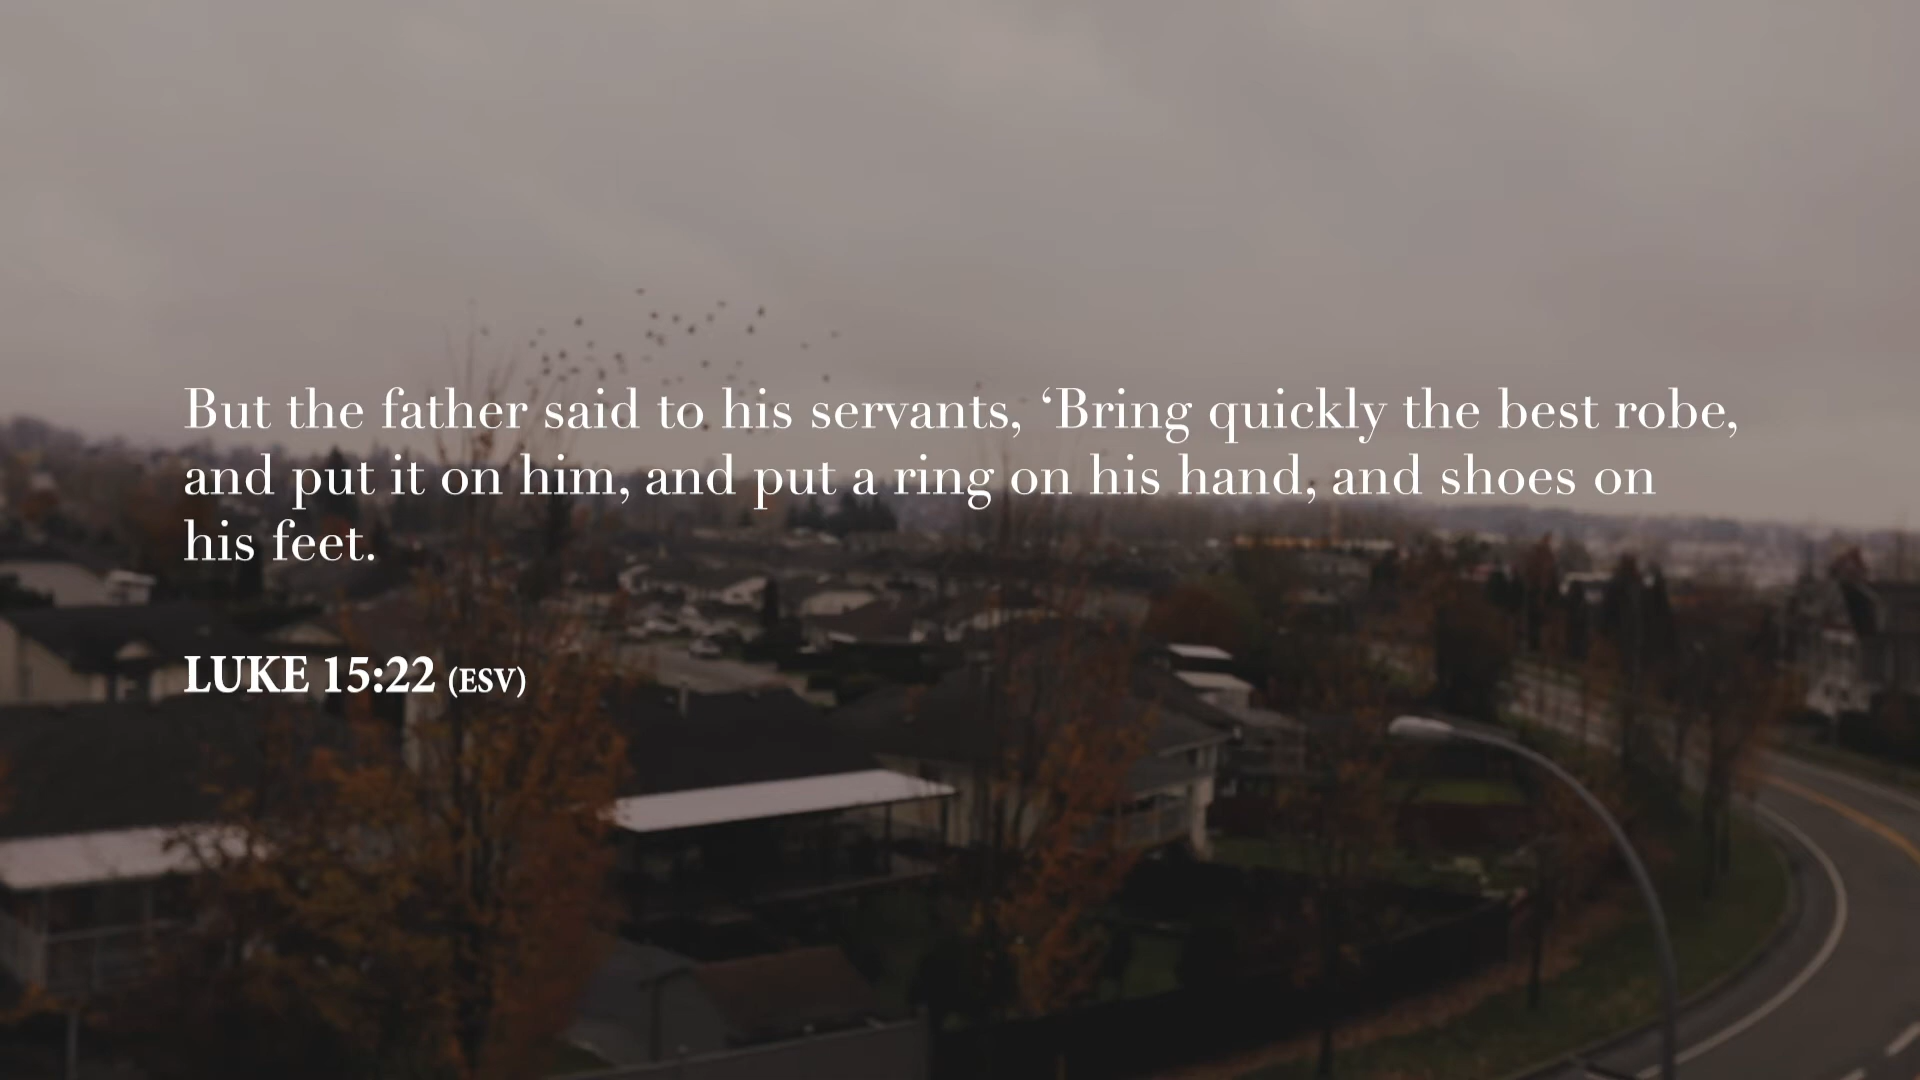 But the father said to his servants, ‘Bring quickly the best robe,
and put it on him, and put a ring on his hand, and shoes on
his feet.
LUKE 15:22 (ESV)